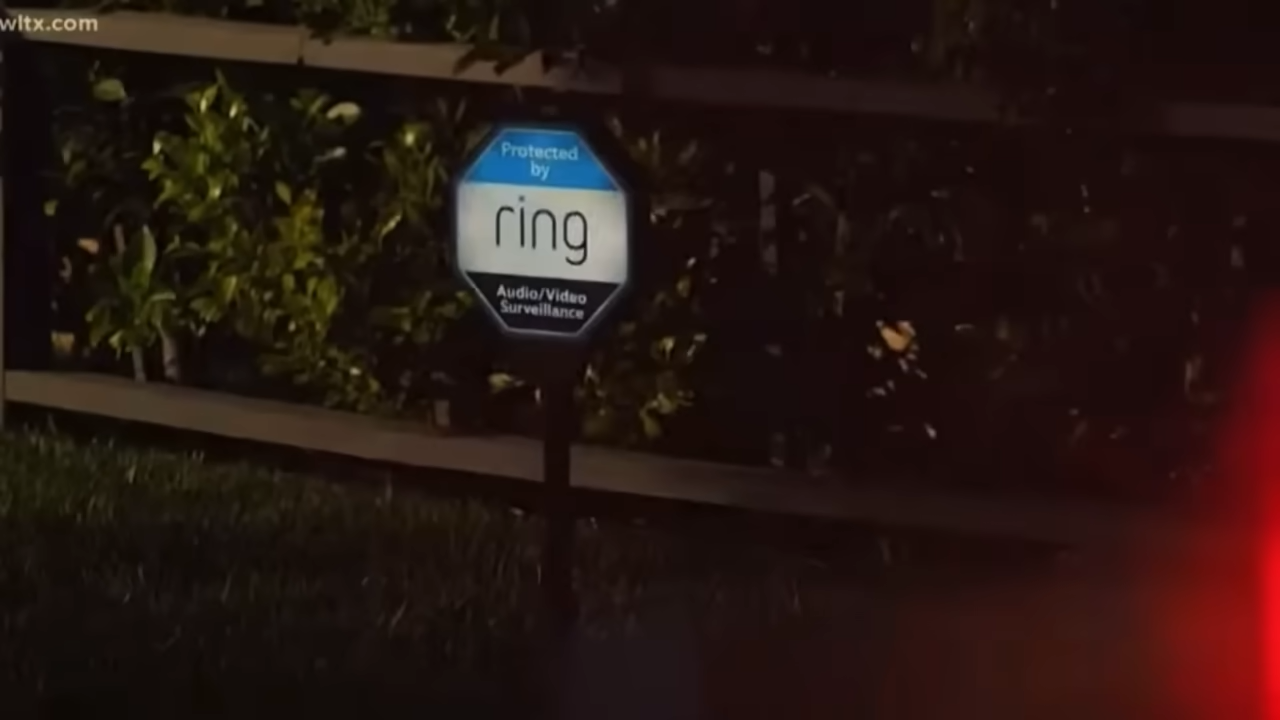 wltx.com
Protected
by
ring
Audio/Video
Surveillance